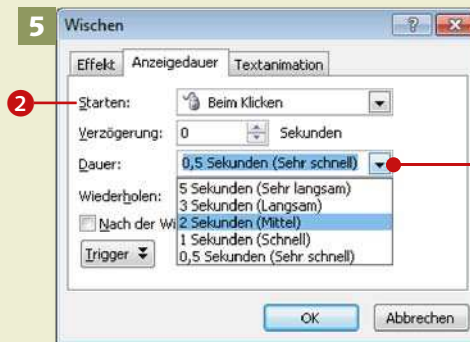 5
Wischen
Effekt Anzeigedauer Textanimation
2 Starten: Beim Klicken
Verzögerung: 0 Sekunden
Dauer: 0,5 Sekunden (Sehr schnell)
Wiederholen: 5 Sekunden (Sehr langsam)
3 Sekunden (Langsam)
Nach der Wi 2 Sekunden (Mittel)
1 Sekunden (Schnell)
Trigger 0,5 Sekunden (Sehr schnell)
OK Abbrechen